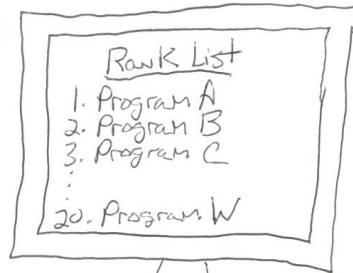 Rank List
1. Program A
2. Program B
3. Program C
⋮
20. Program W